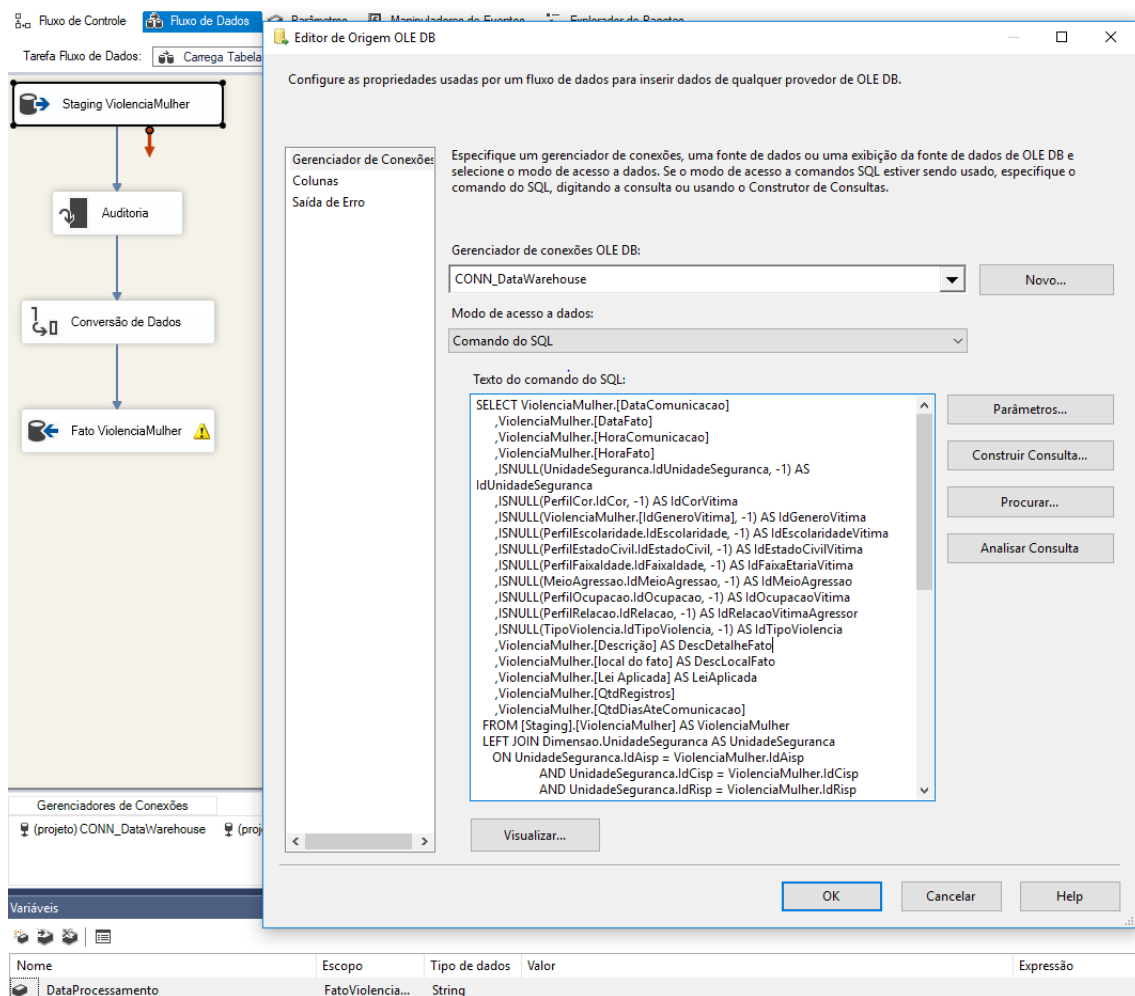 Fluxo de Controle Fluxo de Dados
Editor de Origem OLE DB
Tarefa Fluxo de Dados: Carrega Tabela
Configure as propriedades usadas por um fluxo de dados para inserir dados de qualquer provedor de OLE DB.
Staging ViolenciaMulher
Auditoria
Conversão de Dados
Fato ViolenciaMulher
Gerenciador de Conexões
Colunas
Saída de Erro
Especifique um gerenciador de conexões, uma fonte de dados ou uma exibição da fonte de dados de OLE DB e
selecione o modo de acesso a dados. Se o modo de acesso a comandos SQL estiver sendo usado, especifique o
comando do SQL, digitando a consulta ou usando o Construtor de Consultas.
Gerenciador de conexões OLE DB:
CONN_DataWarehouse
Novo...
Modo de acesso a dados:
Comando do SQL
Texto do comando do SQL:
SELECT ViolenciaMulher.[DataComunicacao]
,ViolenciaMulher.[DataFato]
,ViolenciaMulher.[HoraComunicacao]
,ViolenciaMulher.[HoraFato]
,ISNULL(UnidadeSeguranca.IdUnidadeSeguranca, -1) AS
IdUnidadeSeguranca
,ISNULL(PerfilCor.IdCor, -1) AS IdCorVitima
,ISNULL(ViolenciaMulher.[IdGeneroVitima], -1) AS IdGeneroVitima
,ISNULL(PerfilEscolaridade.IdEscolaridade, -1) AS IdEscolaridadeVitima
,ISNULL(PerfilEstadoCivil.IdEstadoCivil, -1) AS IdEstadoCivilVitima
,ISNULL(PerfilFaixaIdade.IdFaixaIdade, -1) AS IdFaixaEtariaVitima
,ISNULL(MeioAgressao.IdMeioAgressao, -1) AS IdMeioAgressao
,ISNULL(PerfilOcupacao.IdOcupacao, -1) AS IdOcupacaoVitima
,ISNULL(PerfilRelacao.IdRelacao, -1) AS IdRelacaoVitimaAgressor
,ISNULL(TipoViolencia.IdTipoViolencia, -1) AS IdTipoViolencia
,ViolenciaMulher.[Descrição] AS DescDetalheFato
,ViolenciaMulher.[local do fato] AS DescLocalFato
,ViolenciaMulher.[Lei Aplicada] AS LeiAplicada
,ViolenciaMulher.[QtdRegistros]
,ViolenciaMulher.[QtdDiasAteComunicacao]
FROM [Staging].[ViolenciaMulher] AS ViolenciaMulher
LEFT JOIN Dimensao.UnidadeSeguranca AS UnidadeSeguranca
ON UnidadeSeguranca.IdAisp = ViolenciaMulher.IdAisp
AND UnidadeSeguranca.IdCisp = ViolenciaMulher.IdCisp
AND UnidadeSeguranca.IdRisp = ViolenciaMulher.IdRisp
Parâmetros...
Construir Consulta...
Procurar...
Analisar Consulta
Visualizar...
OK Cancelar Help
Gerenciadores de Conexões
(projeto) CONN_DataWarehouse (proj
Variáveis
Nome Escopo Tipo de dados Valor Expressão
DataProcessamento FatoViolencia... String